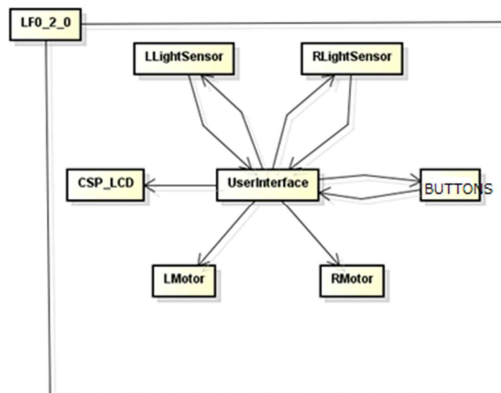 LF0_2_0
LLightSensor
RLightSensor
CSP_LCD
UserInterface
BUTTONS
LMotor
RMotor